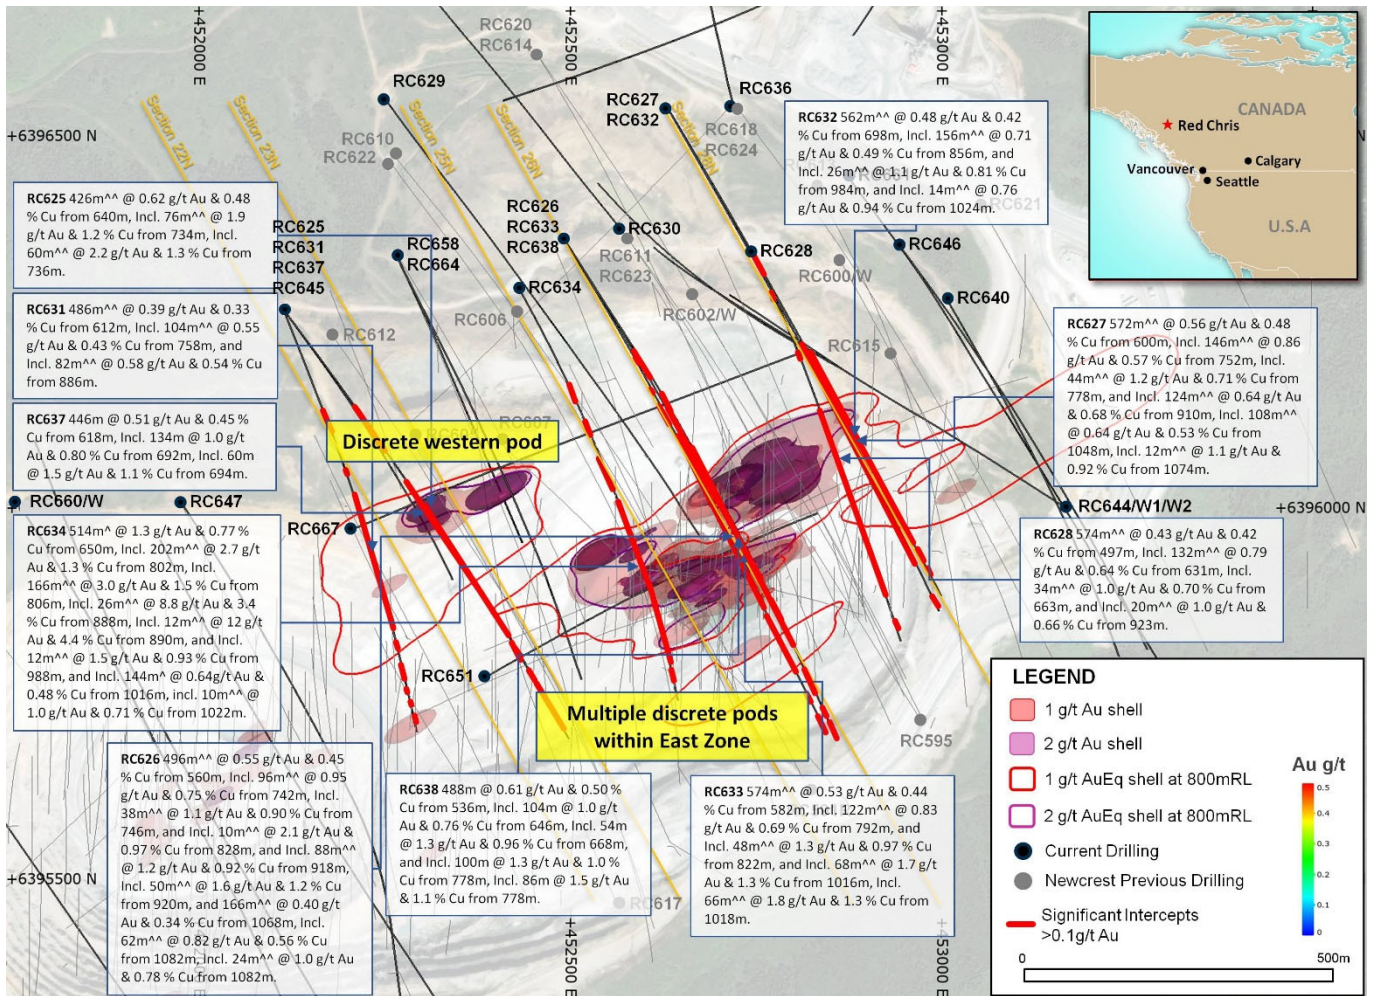 +452000 E
+452500 E
+453000 E
RC620
RC614
RC629
RC636
RC627
RC632
RC618
RC624
RC610
RC622
+6396500 N
Section 22N
Section 23N
Section 25N
Section 26N
Section 28N
RC632 562m^^ @ 0.48 g/t Au & 0.42
% Cu from 698m, Incl. 156m^^ @ 0.71
g/t Au & 0.49 % Cu from 856m, and
Incl. 26m^^ @ 1.1 g/t Au & 0.81 % Cu
from 984m, and Incl. 14m^^ @ 0.76
g/t Au & 0.94 % Cu from 1024m.
CANADA
Red Chris
Vancouver
Calgary
Seattle
U.S.A
RC625 426m^^ @ 0.62 g/t Au & 0.48
% Cu from 640m, Incl. 76m^^ @ 1.9
g/t Au & 1.2 % Cu from 734m, Incl.
60m^^ @ 2.2 g/t Au & 1.3 % Cu from
736m.
RC625
RC631
RC637
RC645
RC658
RC664
RC626
RC633
RC638
RC630
RC611
RC623
RC628
RC600/W
RC621
RC646
RC640
RC634
RC606
RC602/W
RC612
RC615
RC607
RC631 486m^^ @ 0.39 g/t Au & 0.33
% Cu from 612m, Incl. 104m^^ @ 0.55
g/t Au & 0.43 % Cu from 758m, and
Incl. 82m^^ @ 0.58 g/t Au & 0.54 % Cu
from 886m.
RC627 572m^^ @ 0.56 g/t Au & 0.48
% Cu from 600m, Incl. 146m^^ @ 0.86
g/t Au & 0.57 % Cu from 752m, Incl.
44m^^ @ 1.2 g/t Au & 0.71 % Cu from
778m, and Incl. 124m^^ @ 0.64 g/t Au
& 0.68 % Cu from 910m, Incl. 108m^^
@ 0.64 g/t Au & 0.53 % Cu from
1048m, Incl. 12m^^ @ 1.1 g/t Au &
0.92 % Cu from 1074m.
RC637 446m @ 0.51 g/t Au & 0.45 %
Cu from 618m, Incl. 134m @ 1.0 g/t
Au & 0.80 % Cu from 692m, Incl. 60m
@ 1.5 g/t Au & 1.1 % Cu from 694m.
Discrete western pod
RC660/W
RC647
RC667
RC644/W1/W2
+6396000 N
RC634 514m^ @ 1.3 g/t Au & 0.77 %
Cu from 650m, Incl. 202m^^ @ 2.7 g/t
Au & 1.3 % Cu from 802m, Incl.
166m^^ @ 3.0 g/t Au & 1.5 % Cu from
806m, Incl. 26m^^ @ 8.8 g/t Au & 3.4
% Cu from 888m, Incl. 12m^^ @ 12 g/t
Au & 4.4 % Cu from 890m, and Incl.
12m^^ @ 1.5 g/t Au & 0.93 % Cu from
988m, and Incl. 144m^ @ 0.64g/t Au &
0.48 % Cu from 1016m, incl. 10m^^ @
1.0 g/t Au & 0.71 % Cu from 1022m.
RC628 574m^^ @ 0.43 g/t Au & 0.42
% Cu from 497m, Incl. 132m^^ @ 0.79
g/t Au & 0.64 % Cu from 631m, Incl.
34m^^ @ 1.0 g/t Au & 0.70 % Cu from
663m, and Incl. 20m^^ @ 1.0 g/t Au &
0.66 % Cu from 923m.
RC651
Multiple discrete pods
within East Zone
RC595
RC626 496m^^ @ 0.55 g/t Au & 0.45
% Cu from 560m, Incl. 96m^^ @ 0.95
g/t Au & 0.75 % Cu from 742m, Incl.
38m^^ @ 1.1 g/t Au & 0.90 % Cu from
746m, and Incl. 10m^^ @ 2.1 g/t Au &
0.97 % Cu from 828m, and Incl. 88m^^
@ 1.2 g/t Au & 0.92 % Cu from 918m,
Incl. 50m^^ @ 1.6 g/t Au & 1.2 % Cu
from 920m, and 166m^^ @ 0.40 g/t
Au & 0.34 % Cu from 1068m, Incl.
62m^^ @ 0.82 g/t Au & 0.56 % Cu
from 1082m, Incl. 24m^^ @ 1.0 g/t Au
& 0.78 % Cu from 1082m.
RC638 488m @ 0.61 g/t Au & 0.50 %
Cu from 536m, Incl. 104m @ 1.0 g/t
Au & 0.76 % Cu from 646m, Incl. 54m
@ 1.3 g/t Au & 0.96 % Cu from 668m,
and Incl. 100m @ 1.3 g/t Au & 1.0 %
Cu from 778m, Incl. 86m @ 1.5 g/t Au
& 1.1 % Cu from 778m.
RC633 574m^^ @ 0.53 g/t Au & 0.44
% Cu from 582m, Incl. 122m^^ @ 0.83
g/t Au & 0.69 % Cu from 792m, and
Incl. 48m^^ @ 1.3 g/t Au & 0.97 % Cu
from 822m, and Incl. 68m^^ @ 1.7 g/t
Au & 1.3 % Cu from 1016m, Incl.
66m^^ @ 1.8 g/t Au & 1.3 % Cu from
1018m.
+6395500 N
RC617
+452500 E
+453000 E
LEGEND
1 g/t Au shell
2 g/t Au shell
1 g/t AuEq shell at 800mRL
2 g/t AuEq shell at 800mRL
Current Drilling
Newcrest Previous Drilling
Significant Intercepts
>0.1g/t Au
Au g/t
0.5
0.4
0.3
0.2
0.1
0
0
500m